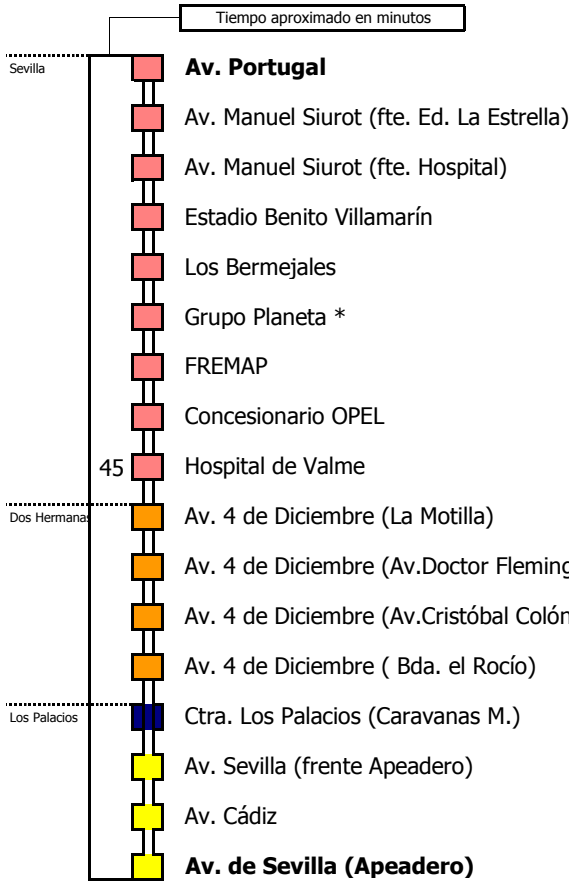 Tiempo aproximado en minutos
Sevilla
Av. Portugal
Av. Manuel Siurot (fte. Ed. La Estrella)
Av. Manuel Siurot (fte. Hospital)
Estadio Benito Villamarín
Los Bermejales
Grupo Planeta *
FREMAP
Concesionario OPEL
45 Hospital de Valme
Dos Hermanas
Av. 4 de Diciembre (La Motilla)
Av. 4 de Diciembre (Av.Doctor Fleming
Av. 4 de Diciembre (Av.Cristóbal Colón
Av. 4 de Diciembre ( Bda. el Rocío)
Los Palacios
Ctra. Los Palacios (Caravanas M.)
Av. Sevilla (frente Apeadero)
Av. Cádiz
Av. de Sevilla (Apeadero)